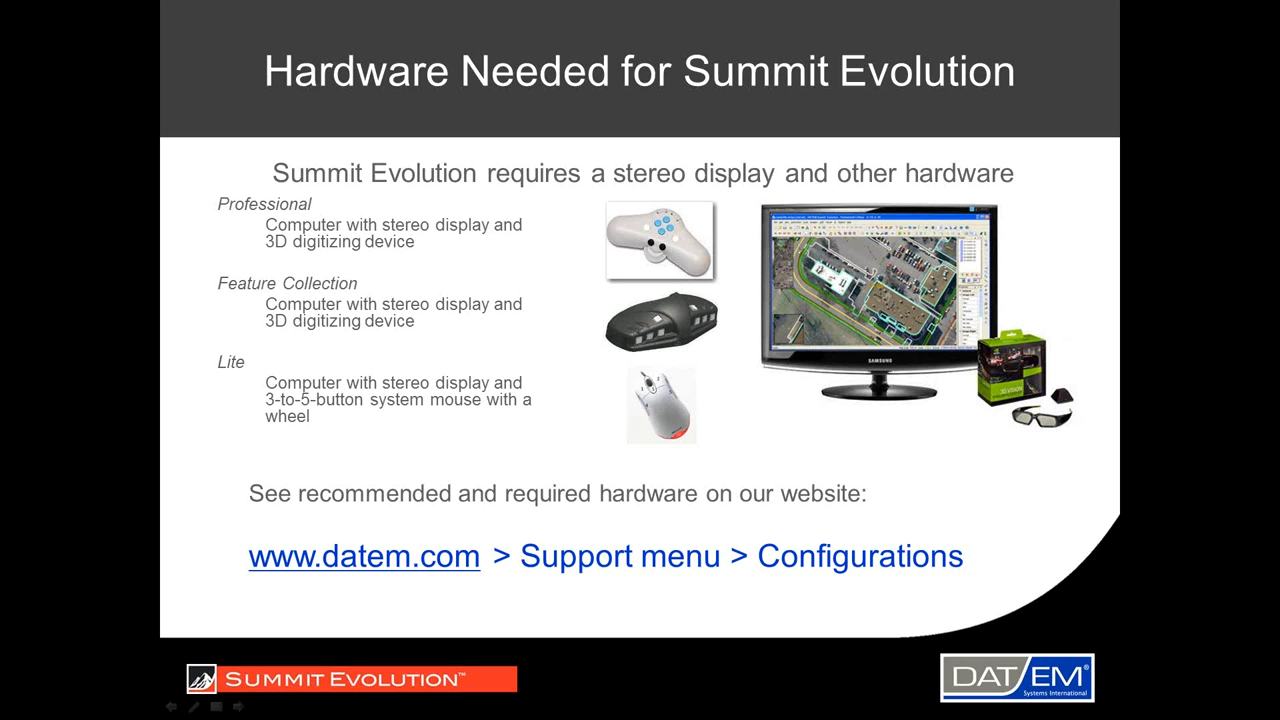 Hardware Needed for Summit Evolution
Summit Evolution requires a stereo display and other hardware
Professional
Computer with stereo display and
3D digitizing device
Feature Collection
Computer with stereo display and
3D digitizing device
Lite
Computer with stereo display and
3-to-5-button system mouse with a
wheel
SAMSUNG
3D VISION
See recommended and required hardware on our website:
www.datem.com > Support menu > Configurations
SUMMIT EVOLUTION™
DAT/EM®
Systems International